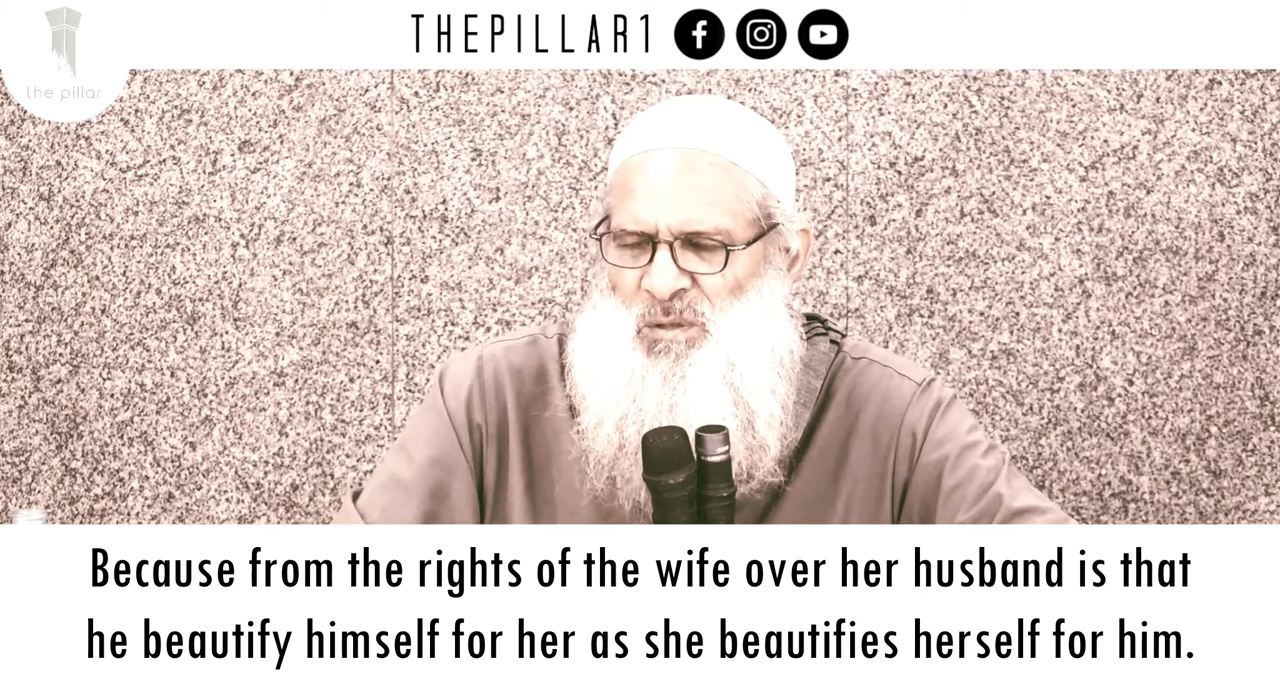 THEPILLAR1
the pillar
Because from the rights of the wife over her husband is that
he beautify himself for her as she beautifies herself for him.